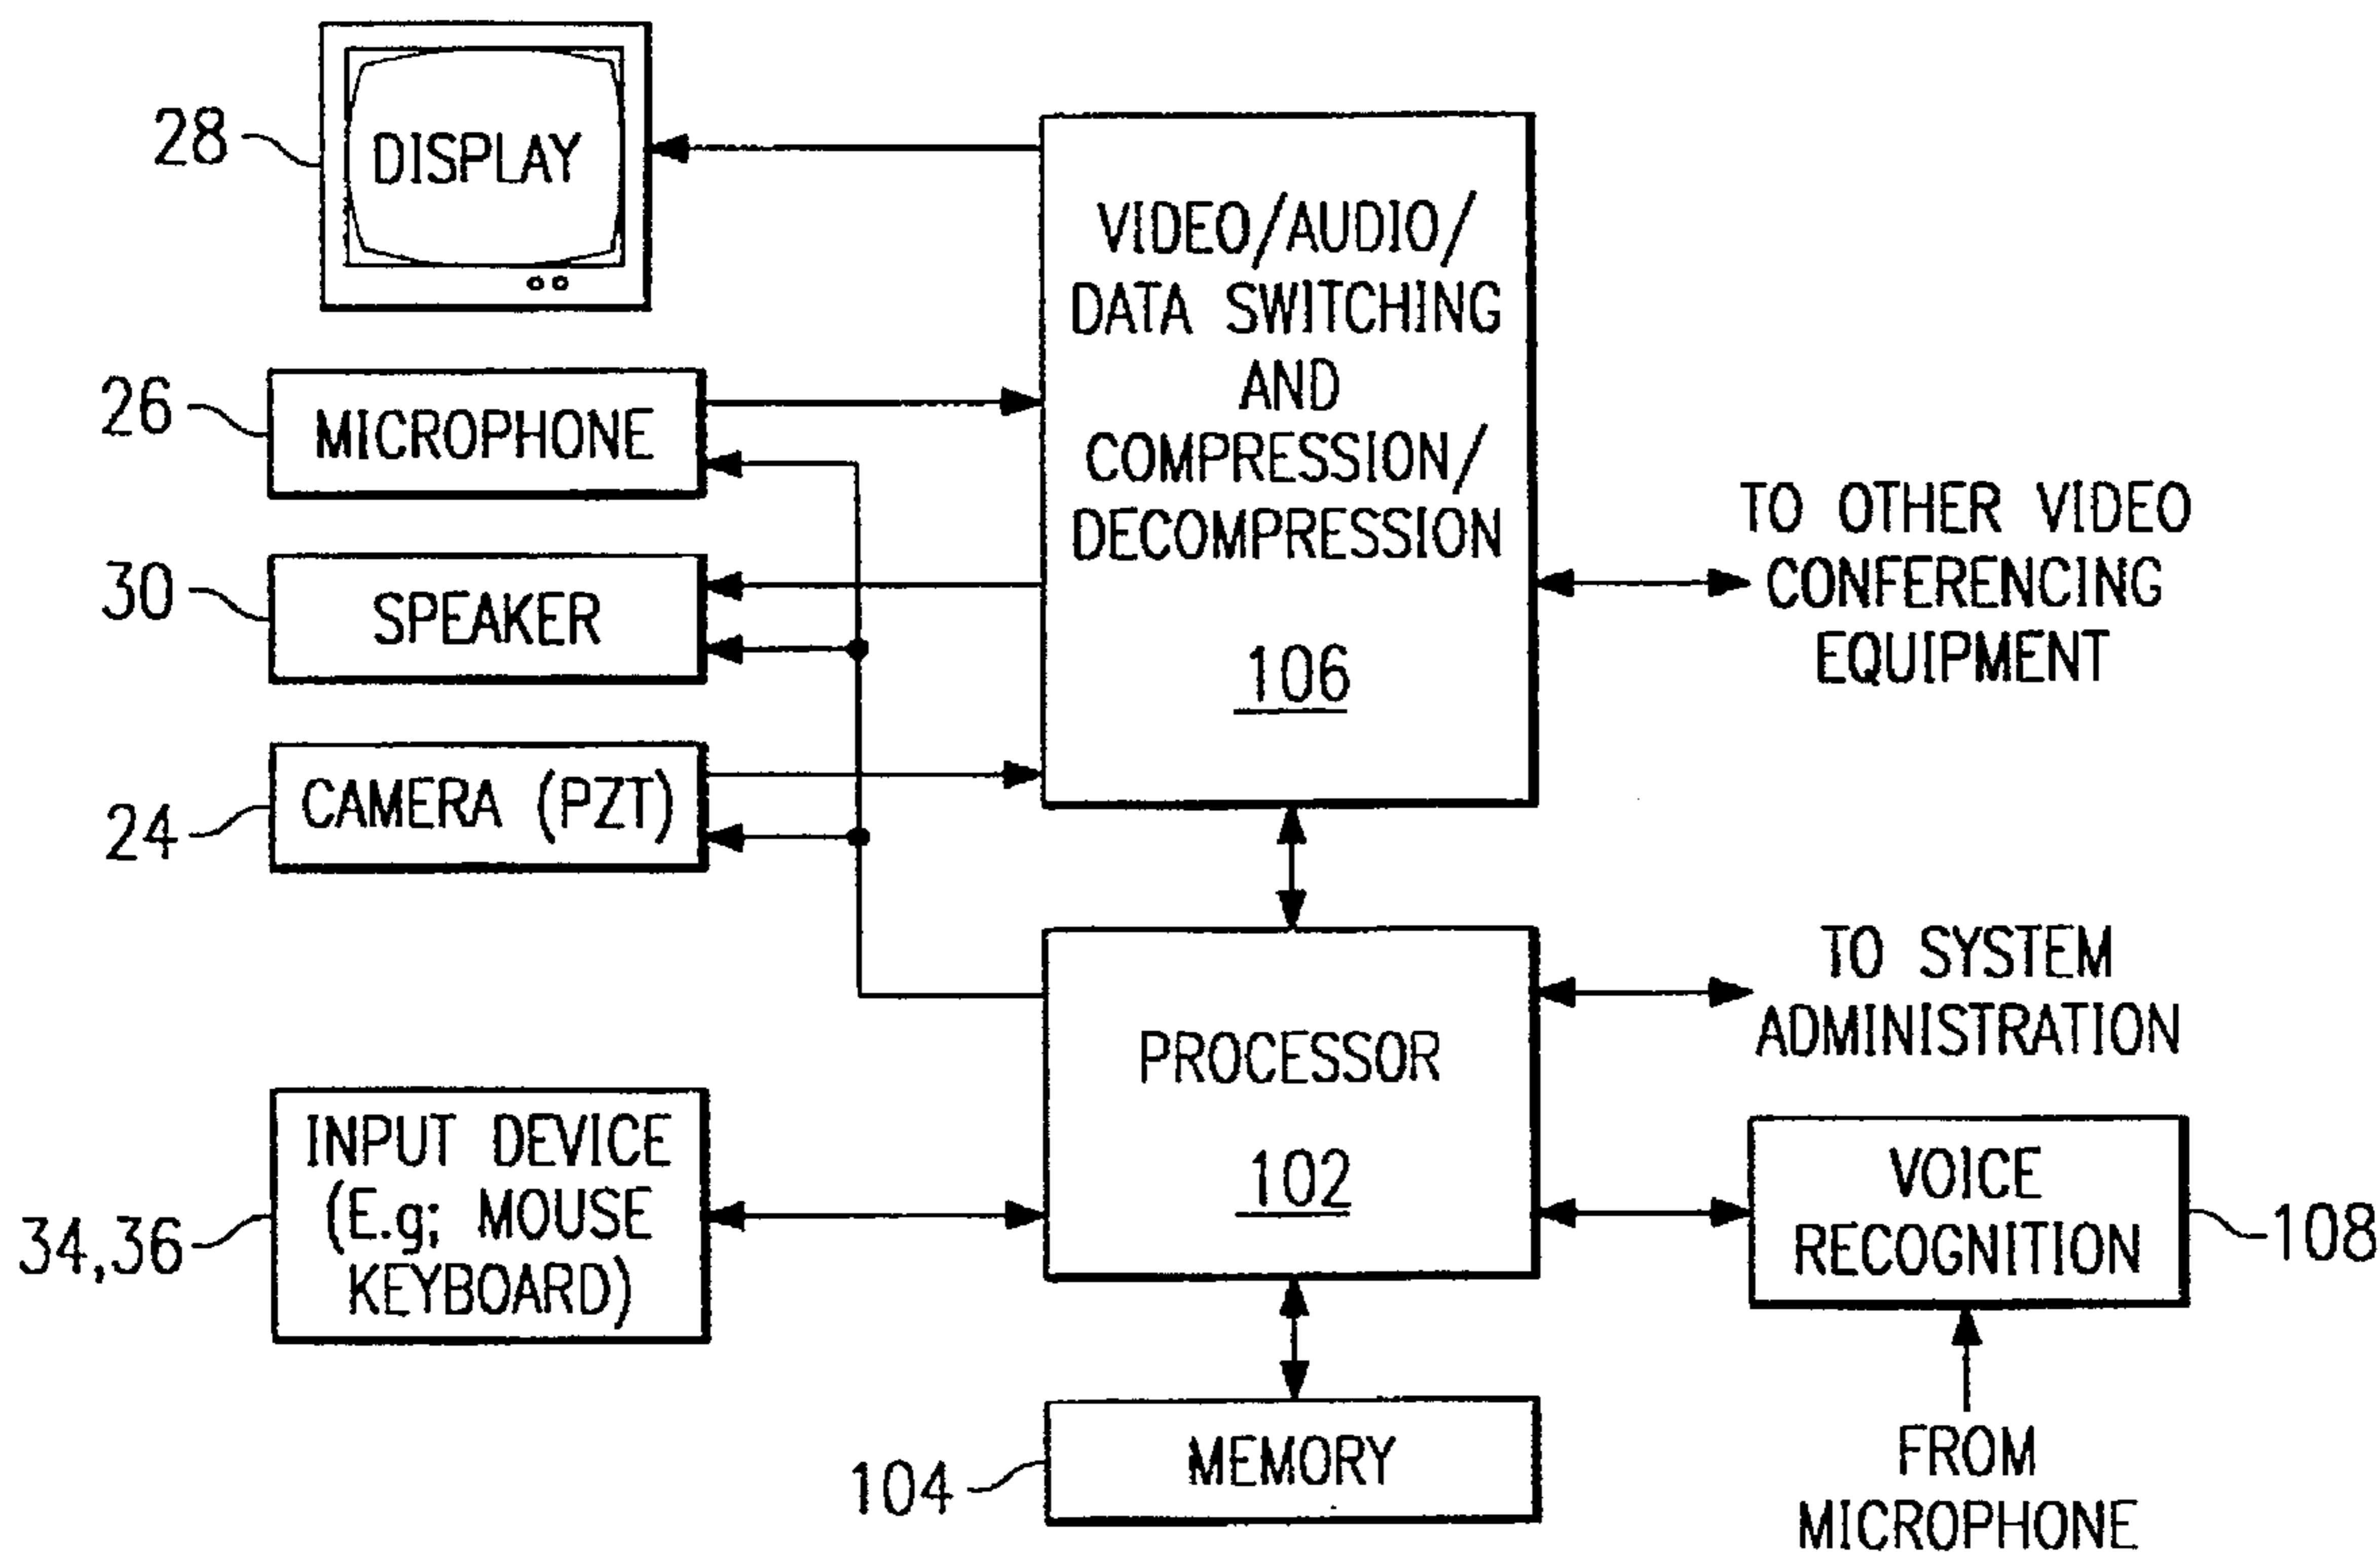 28
DISPLAY
VIDEO/AUDIO/
DATA SWITCHING
AND
COMPRESSION/
DECOMPRESSION
106
26
MICROPHONE
30
SPEAKER
24
CAMERA (PZT)
TO OTHER VIDEO
CONFERENCING
EQUIPMENT
PROCESSOR
102
TO SYSTEM
ADMINISTRATION
34,36
INPUT DEVICE
(E.g; MOUSE
KEYBOARD)
VOICE
RECOGNITION
108
104
MEMORY
FROM
MICROPHONE